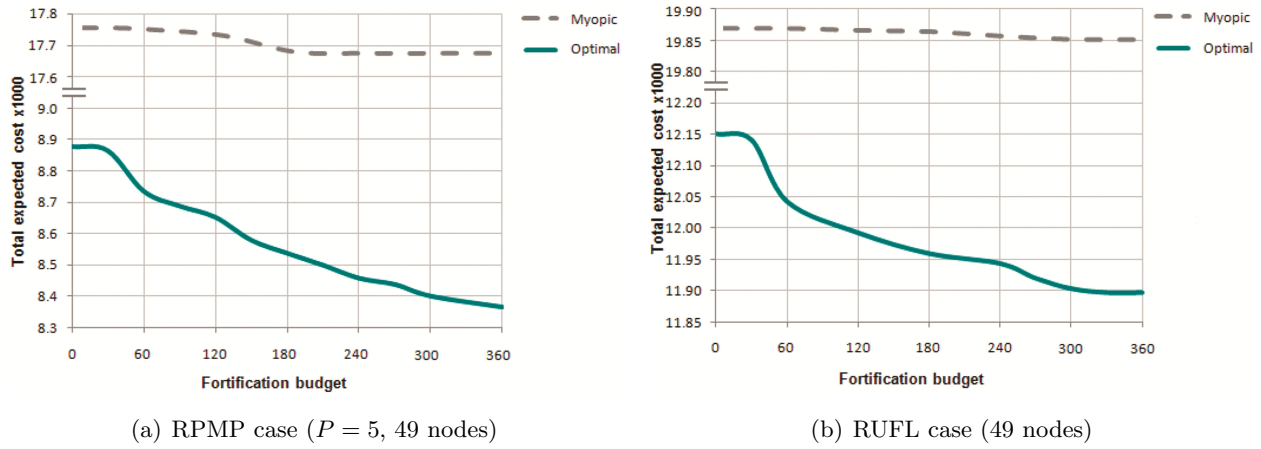 17.8
17.7
17.6
9.0
8.9
8.8
8.7
8.6
8.5
8.4
8.3
Total expected cost x1000
0 60 120 180 240 300 360
Fortification budget
Myopic
Optimal
(a) RPMP case (P = 5, 49 nodes)
19.90
19.85
19.80
12.20
12.15
12.10
12.05
12.00
11.95
11.90
11.85
Total expected cost x1000
0 60 120 180 240 300 360
Fortification budget
Myopic
Optimal
(b) RUFL case (49 nodes)